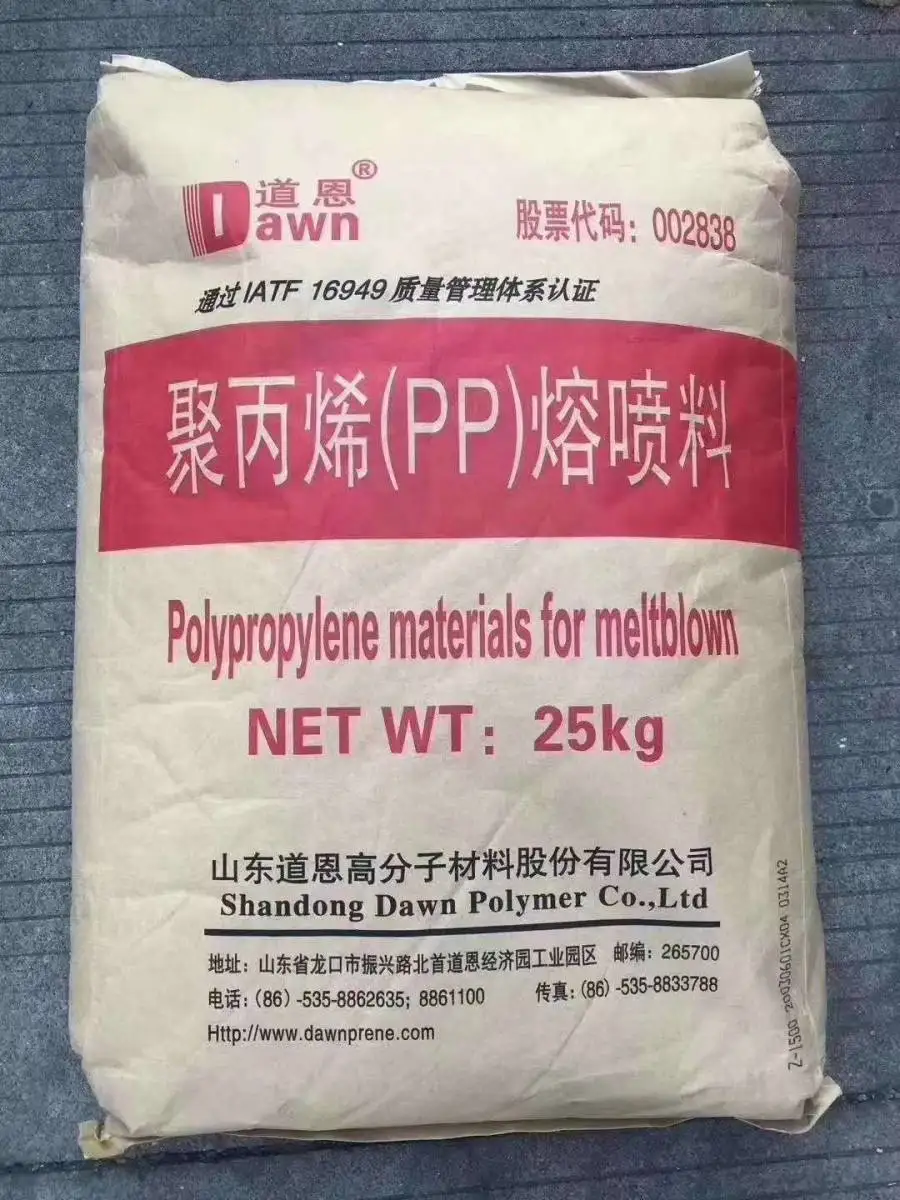 道恩®
Dawn
股票代码：002838
通过IATF 16949质量管理体系认证
聚丙烯(PP)熔喷料
Polypropylene materials for meltblown
NET WT：25kg
山东道恩高分子材料股份有限公司
Shandong Dawn Polymer Co.,Ltd
地址：山东省龙口市振兴路北首道恩经济园工业园区 邮编：265700
电话：(86)-535-8862635；8861100 传真：(86)-535-8833788
Http://www.dawnprene.com
Z-1500 20030601CX04 0314A2